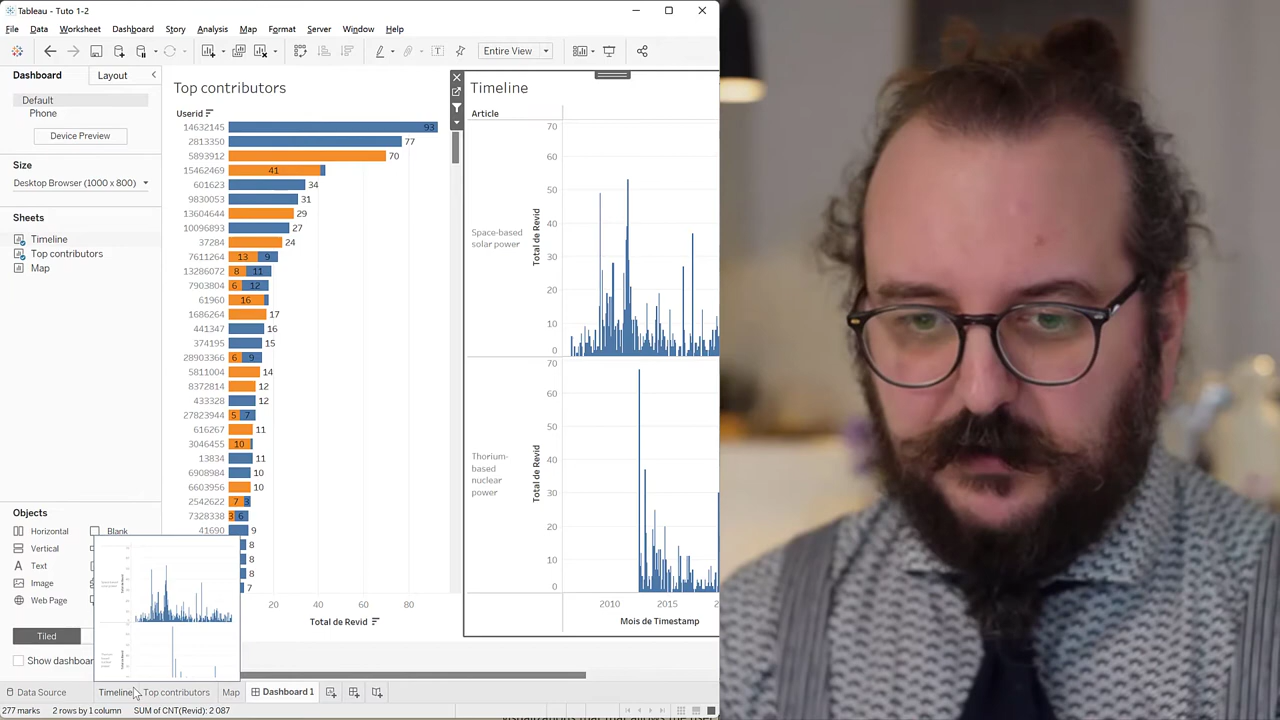 Tableau - Tuto 1-2
File Data Worksheet Dashboard Story Analysis Map Format Server Window Help
Entire View
Dashboard Layout
Default
Phone
Device Preview
Size
Desktop Browser (1000 x 800)
Sheets
Timeline
Top contributors
Map
Objects
Horizontal Blank
Vertical
Text
Image
Web Page
Tiled
Show dashboar
Top contributors
Userid
14632145 93
2813350 77
5893912 70
15462469 41
601623 34
9830053 31
13604644 29
10096893 27
37284 24
7611264 13 9
13286072 8 11
7903804 6 12
61960 16
1686264 17
441347 16
374195 15
28903366 6 9
5811004 14
8372814 12
433328 12
27823944 5 7
616267 11
3046455 10
13834 11
6908984 10
6603956 10
2542622 7 3
7328338 3 6
41690 9
8
8
8
7
20 40 60 80
Total de Revid
Timeline
Article
Space-based
solar power
Total de Revid
70
60
50
40
30
20
10
0
Thorium-
based
nuclear
power
Total de Revid
70
60
50
40
30
20
10
0
2010 2015
Mois de Timestamp
Data Source Timeline Top contributors Map Dashboard 1
277 marks 2 rows by 1 column SUM of CNT(Revid): 2 087